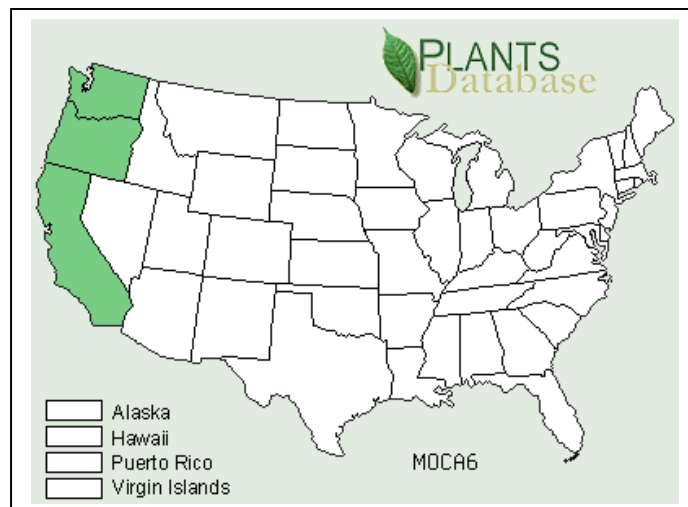 PLANTS
Database
Alaska
Hawaii
Puerto Rico
Virgin Islands
MOCA6